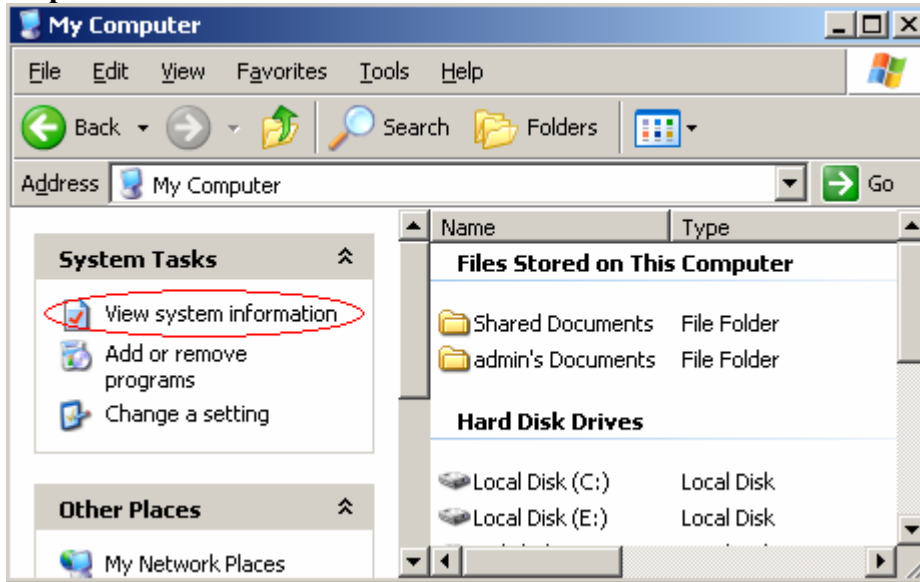 My Computer
File Edit View Favorites Tools Help
Back Search Folders
Address My Computer Go
System Tasks
View system information
Add or remove
programs
Change a setting
Other Places
My Network Places
Name Type
Files Stored on This Computer
Shared Documents File Folder
admin's Documents File Folder
Hard Disk Drives
Local Disk (C:) Local Disk
Local Disk (E:) Local Disk